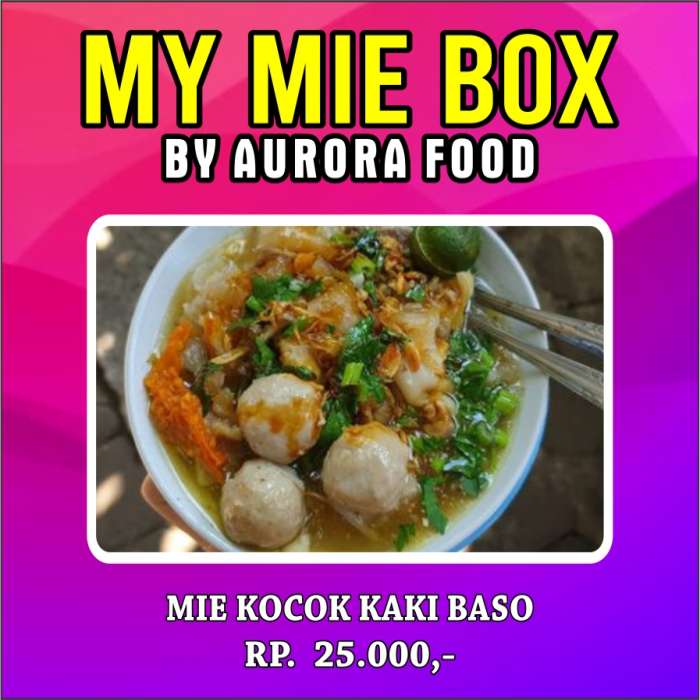 MY MIE BOX
BY AURORA FOOD
MIE KOCOK KAKI BASO
RP. 25.000,-